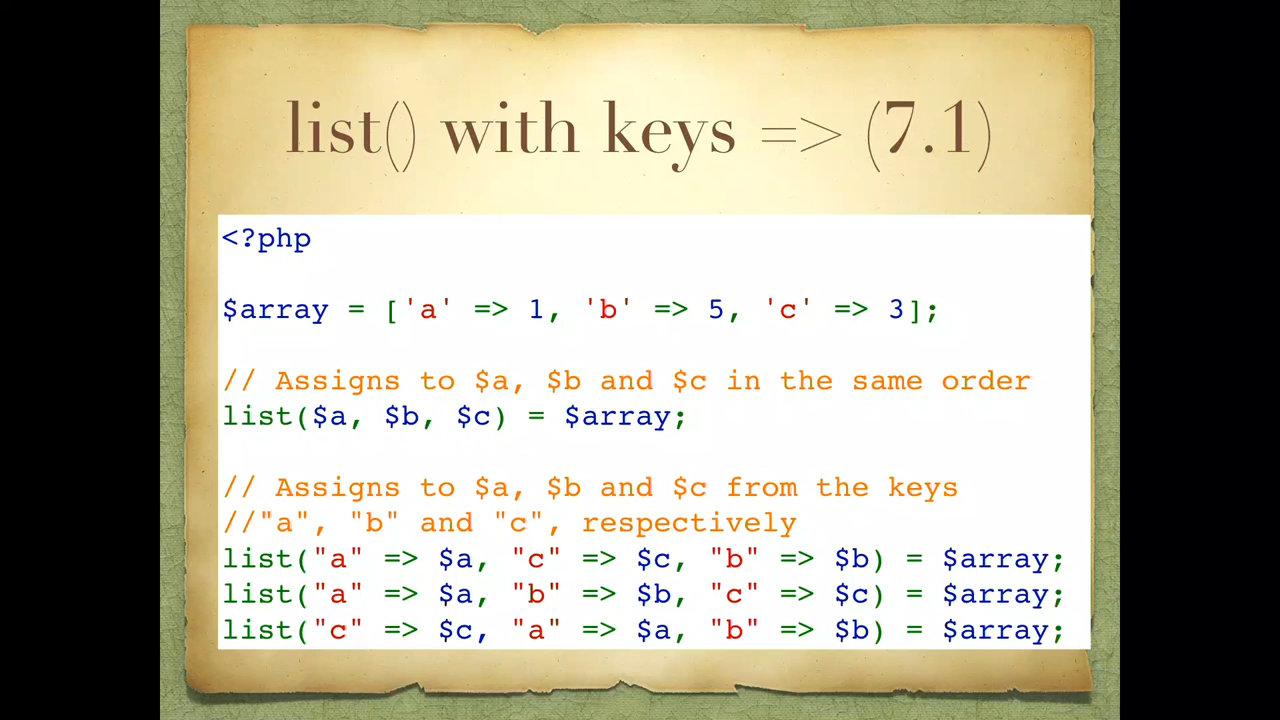 list() with keys => (7.1)
<?php
$array = ['a' => 1, 'b' => 5, 'c' => 3];
// Assigns to $a, $b and $c in the same order
list($a, $b, $c) = $array;
// Assigns to $a, $b and $c from the keys
//"a", "b" and "c", respectively
list("a" => $a, "c" => $c, "b" => $b) = $array;
list("a" => $a, "b" => $b, "c" => $c) = $array;
list("c" => $c, "a" => $a, "b" => $b) = $array;